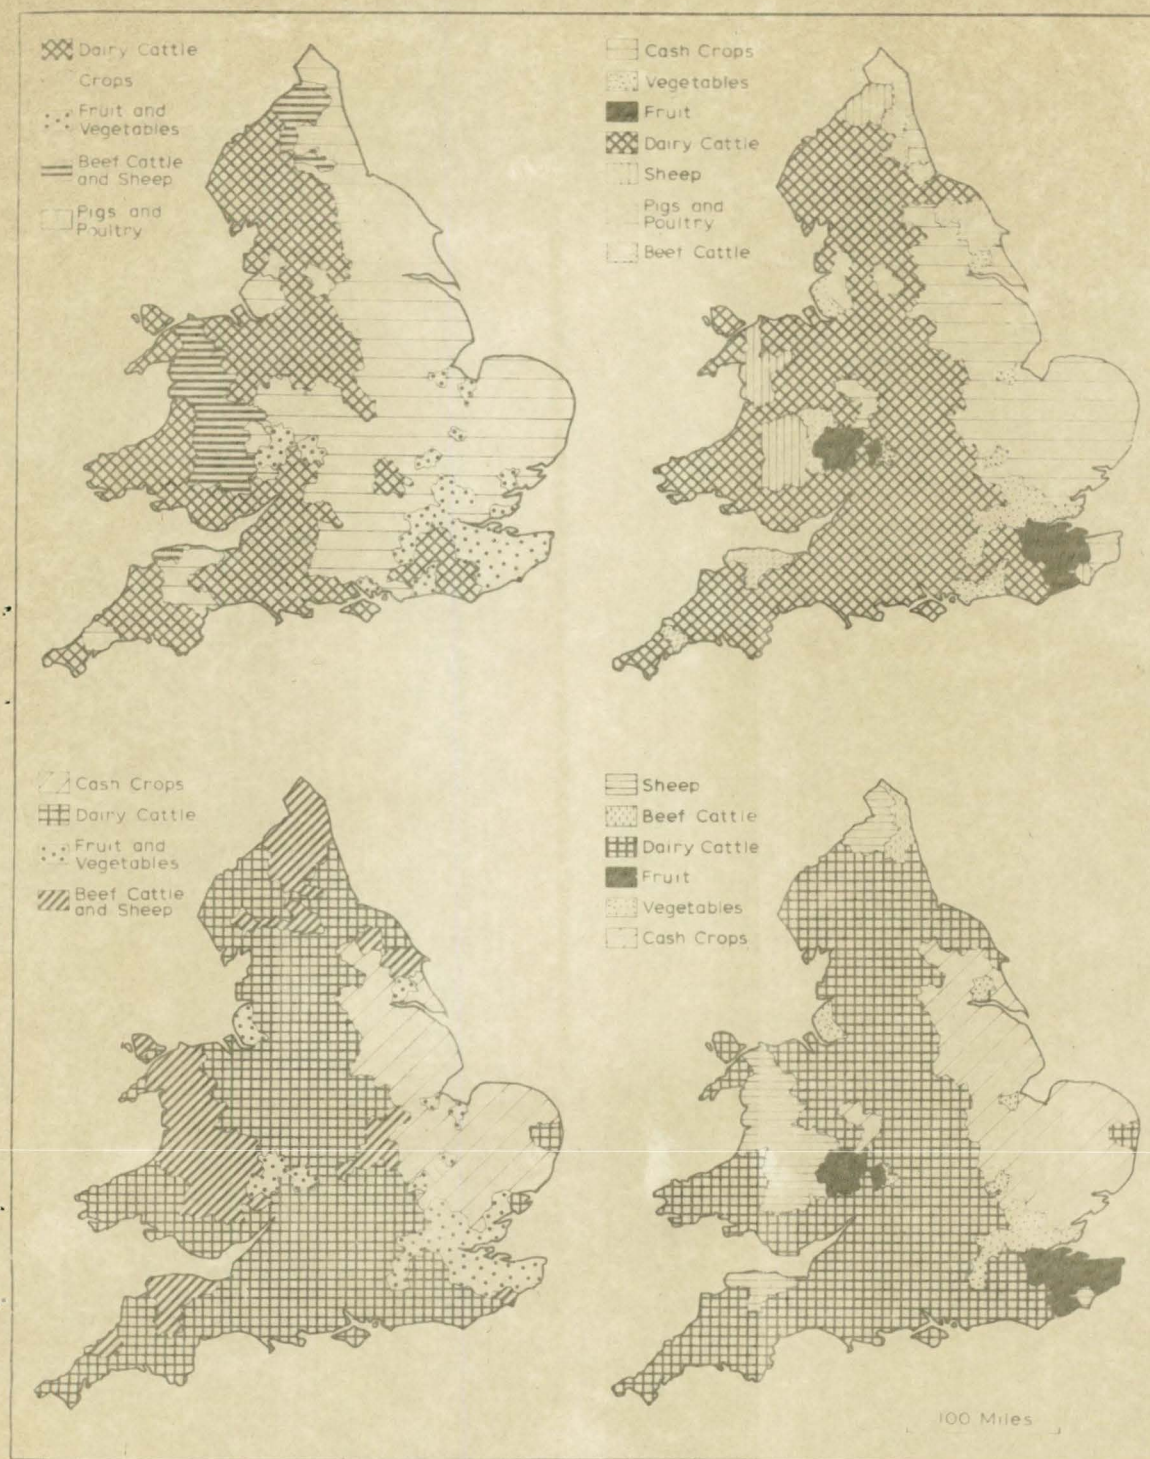 Dairy Cattle
Crops
Fruit and
Vegetables
Beef Cattle
and Sheep
Pigs and
Poultry
Cash Crops
Vegetables
Fruit
Dairy Cattle
Sheep
Pigs and
Poultry
Beef Cattle
Cash Crops
Dairy Cattle
Fruit and
Vegetables
Beef Cattle
and Sheep
Sheep
Beef Cattle
Dairy Cattle
Fruit
Vegetables
Cash Crops
100 Miles